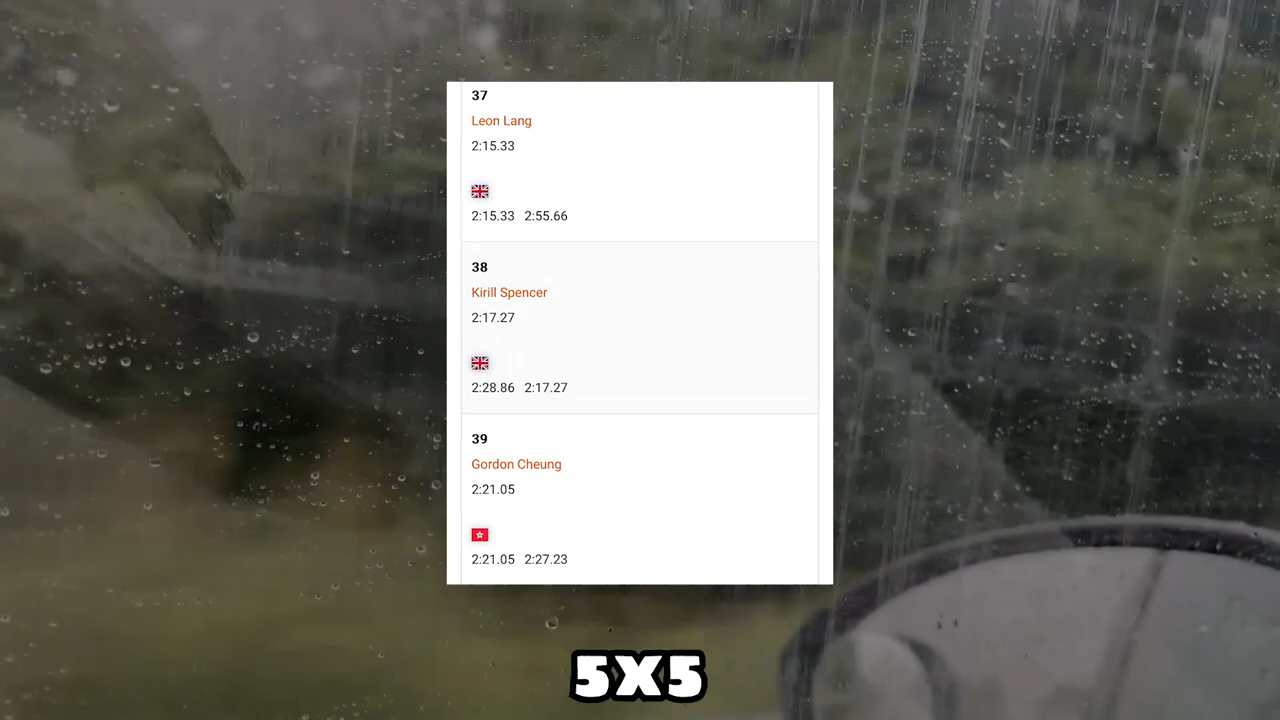 37
Leon Lang
2:15.33
2:15.33 2:55.66
38
Kirill Spencer
2:17.27
2:28.86 2:17.27
39
Gordon Cheung
2:21.05
2:21.05 2:27.23
5X5